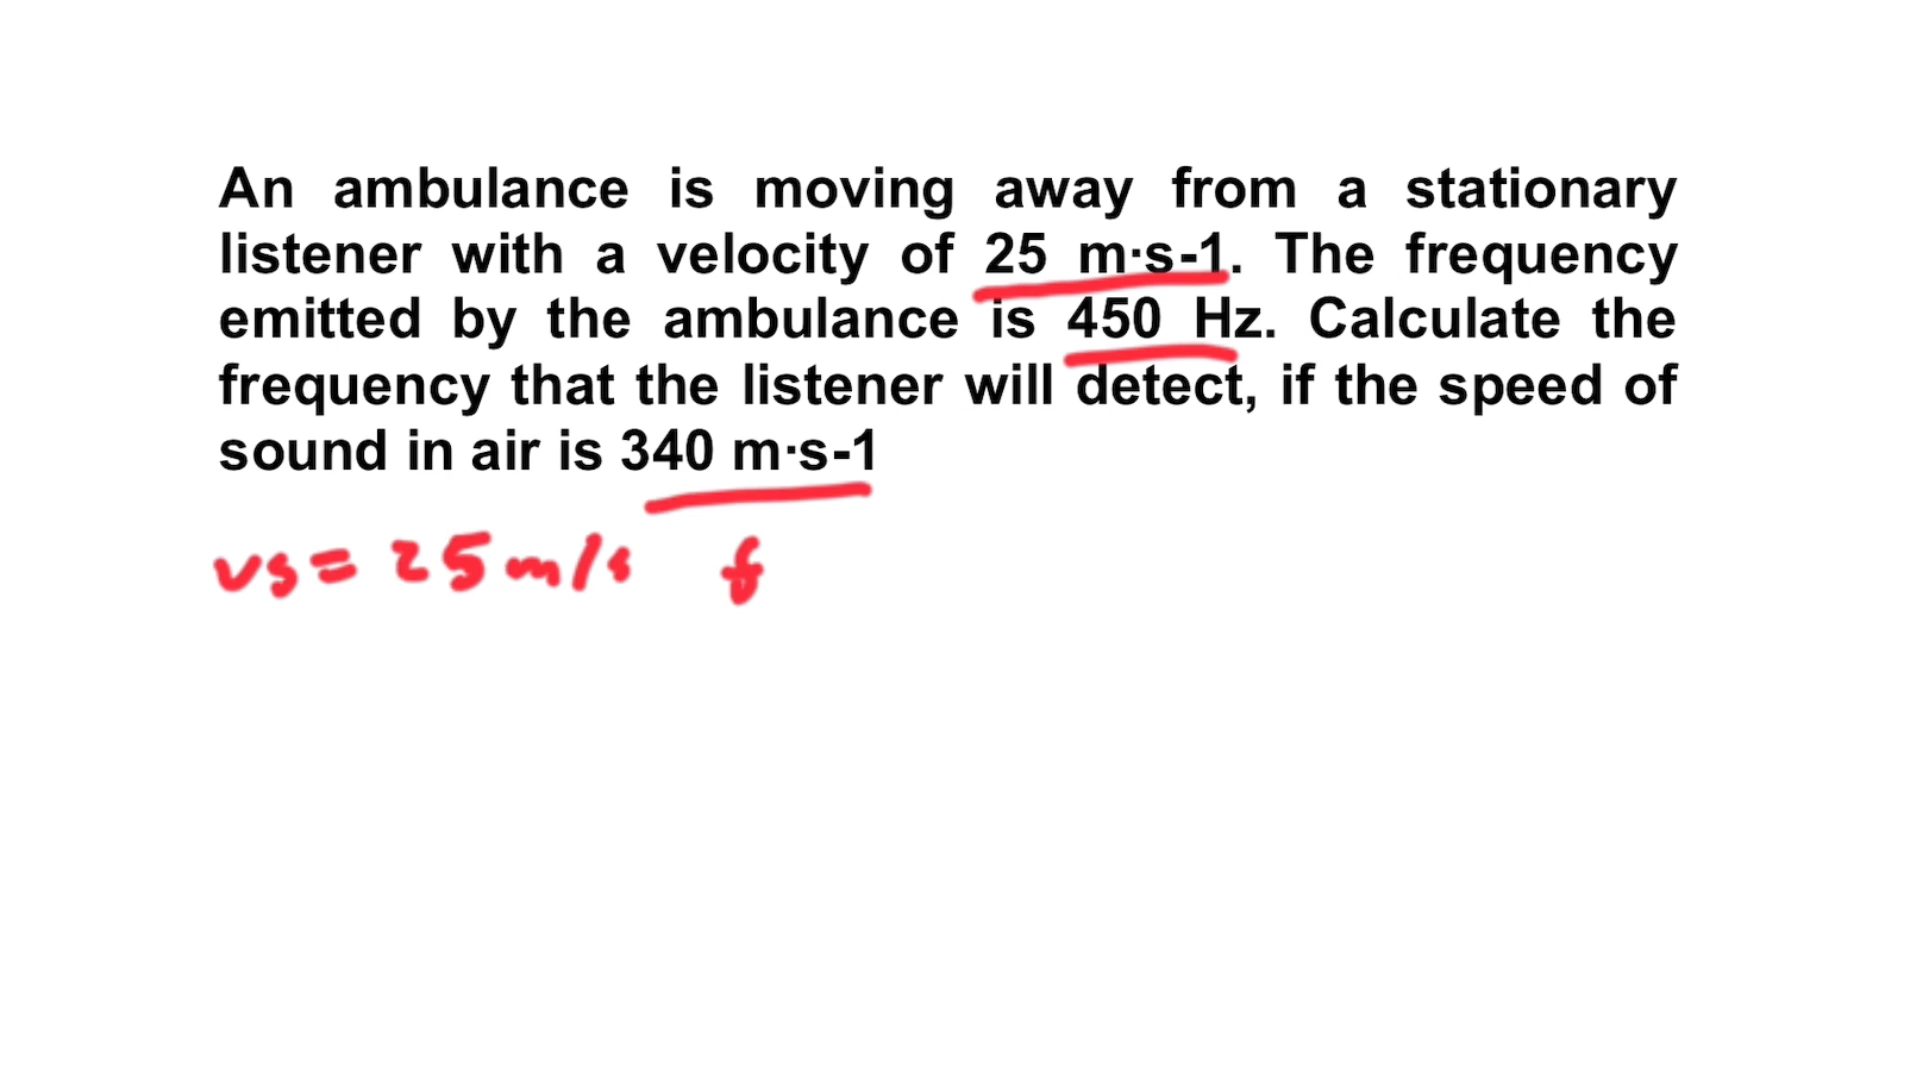 An ambulance is moving away from a stationary
listener with a velocity of 25 m·s-1. The frequency
emitted by the ambulance is 450 Hz. Calculate the
frequency that the listener will detect, if the speed of
sound in air is 340 m·s-1
vs = 25 m/s f